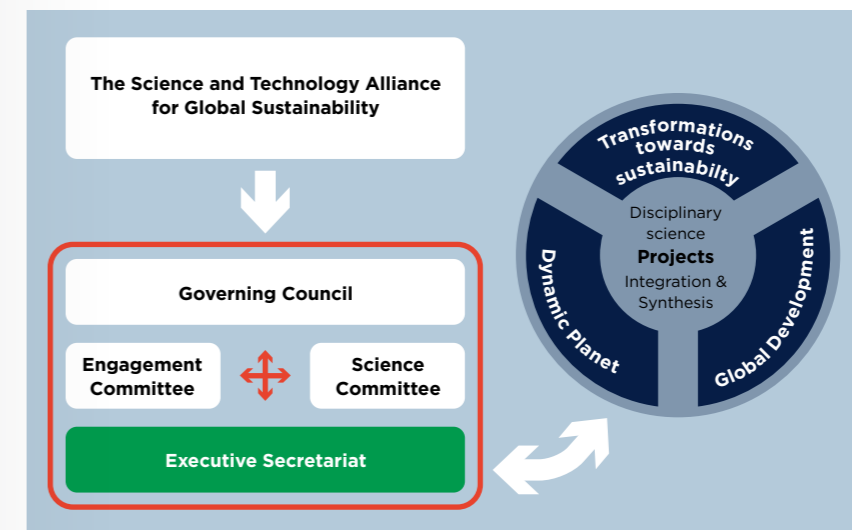 The Science and Technology Alliance
for Global Sustainability
Governing Council
Engagement
Committee
Science
Committee
Executive Secretariat
Transformations
towards
sustainabilty
Disciplinary
science
Projects
Integration &
Synthesis
Dynamic Planet
Global Development